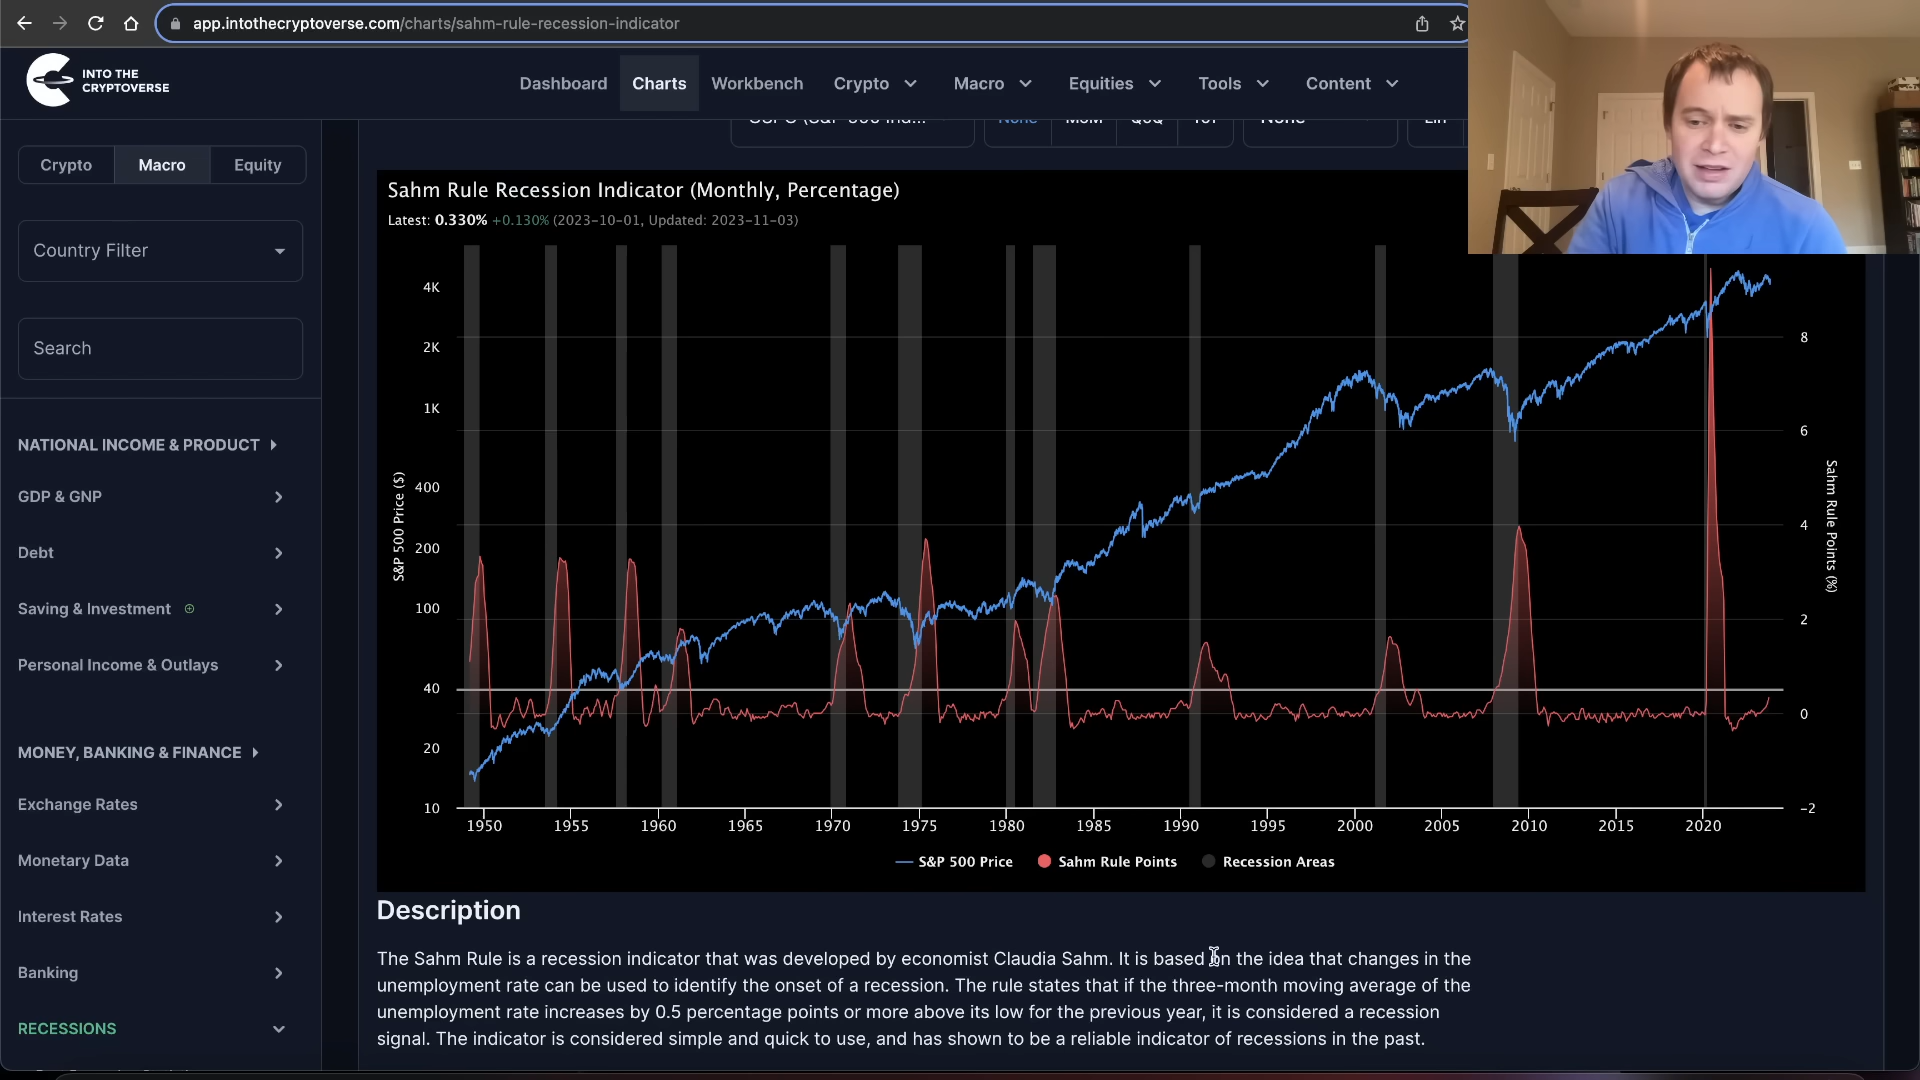 app.intothecryptoverse.com/charts/sahm-rule-recession-indicator
INTO THE
CRYPTOVERSE
Dashboard
Charts
Workbench
Crypto
Macro
Equities
Tools
Content
Crypto
Macro
Equity
Country Filter
Search
NATIONAL INCOME & PRODUCT
GDP & GNP
Debt
Saving & Investment
Personal Income & Outlays
MONEY, BANKING & FINANCE
Exchange Rates
Monetary Data
Interest Rates
Banking
RECESSIONS
None
Sahm Rule Recession Indicator (Monthly, Percentage)
Latest: 0.330% +0.130% (2023-10-01, Updated: 2023-11-03)
S&P 500 Price ($)
4K
2K
1K
400
200
100
40
20
10
8
6
4
2
0
-2
Sahm Rule Points (%)
1950 1955 1960 1965 1970 1975 1980 1985 1990 1995 2000 2005 2010 2015 2020
S&P 500 Price
Sahm Rule Points
Recession Areas
Description
The Sahm Rule is a recession indicator that was developed by economist Claudia Sahm. It is based on the idea that changes in the
unemployment rate can be used to identify the onset of a recession. The rule states that if the three-month moving average of the
unemployment rate increases by 0.5 percentage points or more above its low for the previous year, it is considered a recession
signal. The indicator is considered simple and quick to use, and has shown to be a reliable indicator of recessions in the past.